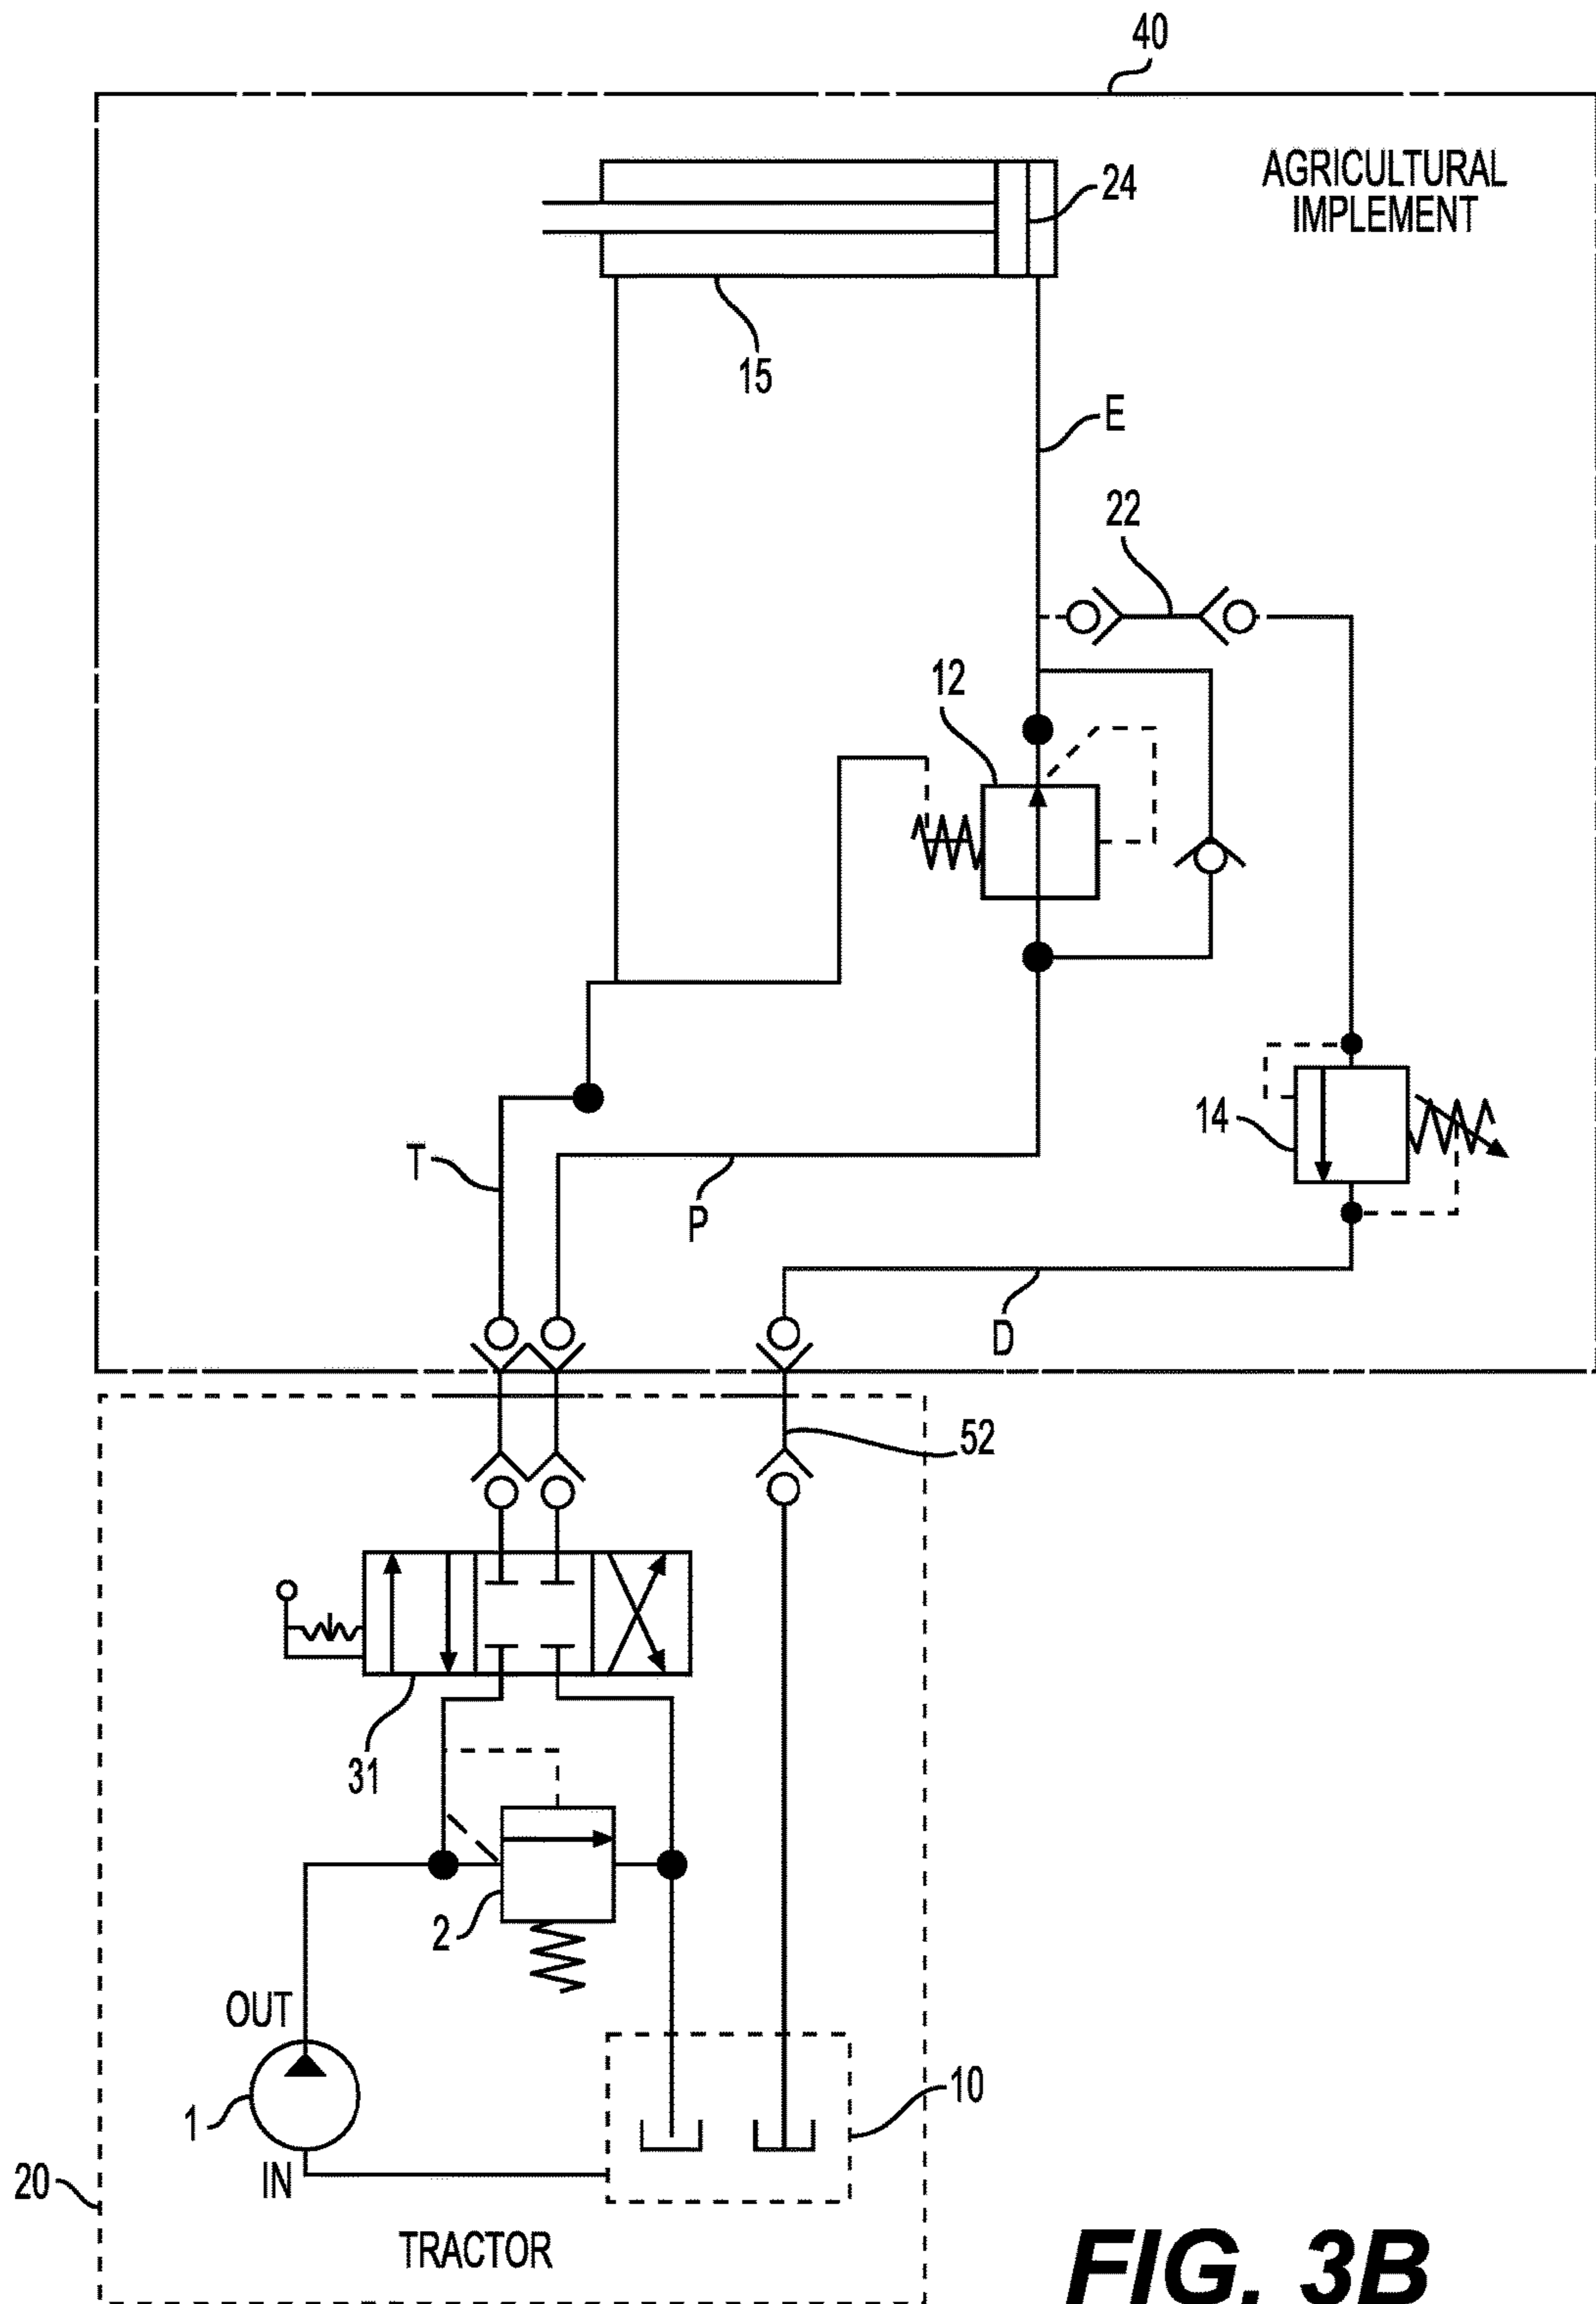 40
AGRICULTURAL
IMPLEMENT
24
15
E
22
12
14
T
P
D
52
31
2
OUT
1
10
IN
20
TRACTOR
FIG. 3B